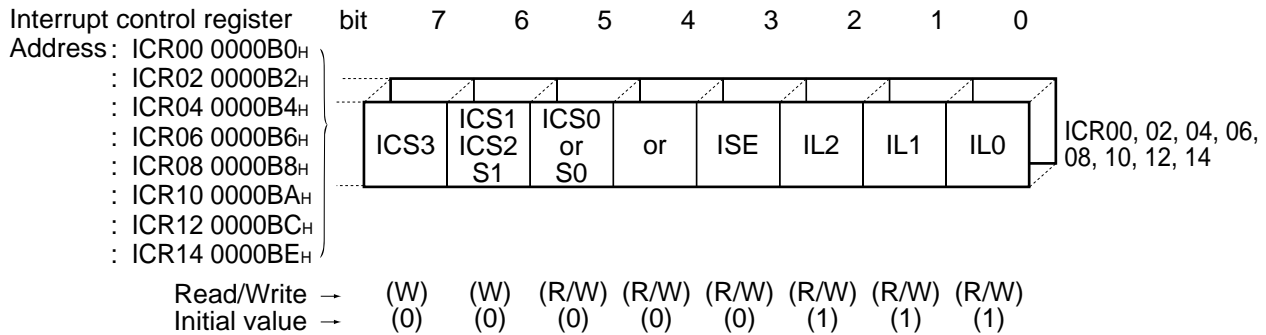 Interrupt control register bit 7 6 5 4 3 2 1 0
Address : ICR00 0000B0H
: ICR02 0000B2H
: ICR04 0000B4H
: ICR06 0000B6H
: ICR08 0000B8H
: ICR10 0000BAH
: ICR12 0000BCH
: ICR14 0000BEH
ICS3
ICS1
ICS2
S1
ICS0
or
S0
or
ISE
IL2
IL1
IL0
ICR00, 02, 04, 06,
08, 10, 12, 14
Read/Write → (W) (W) (R/W) (R/W) (R/W) (R/W) (R/W) (R/W)
Initial value → (0) (0) (0) (0) (0) (1) (1) (1)